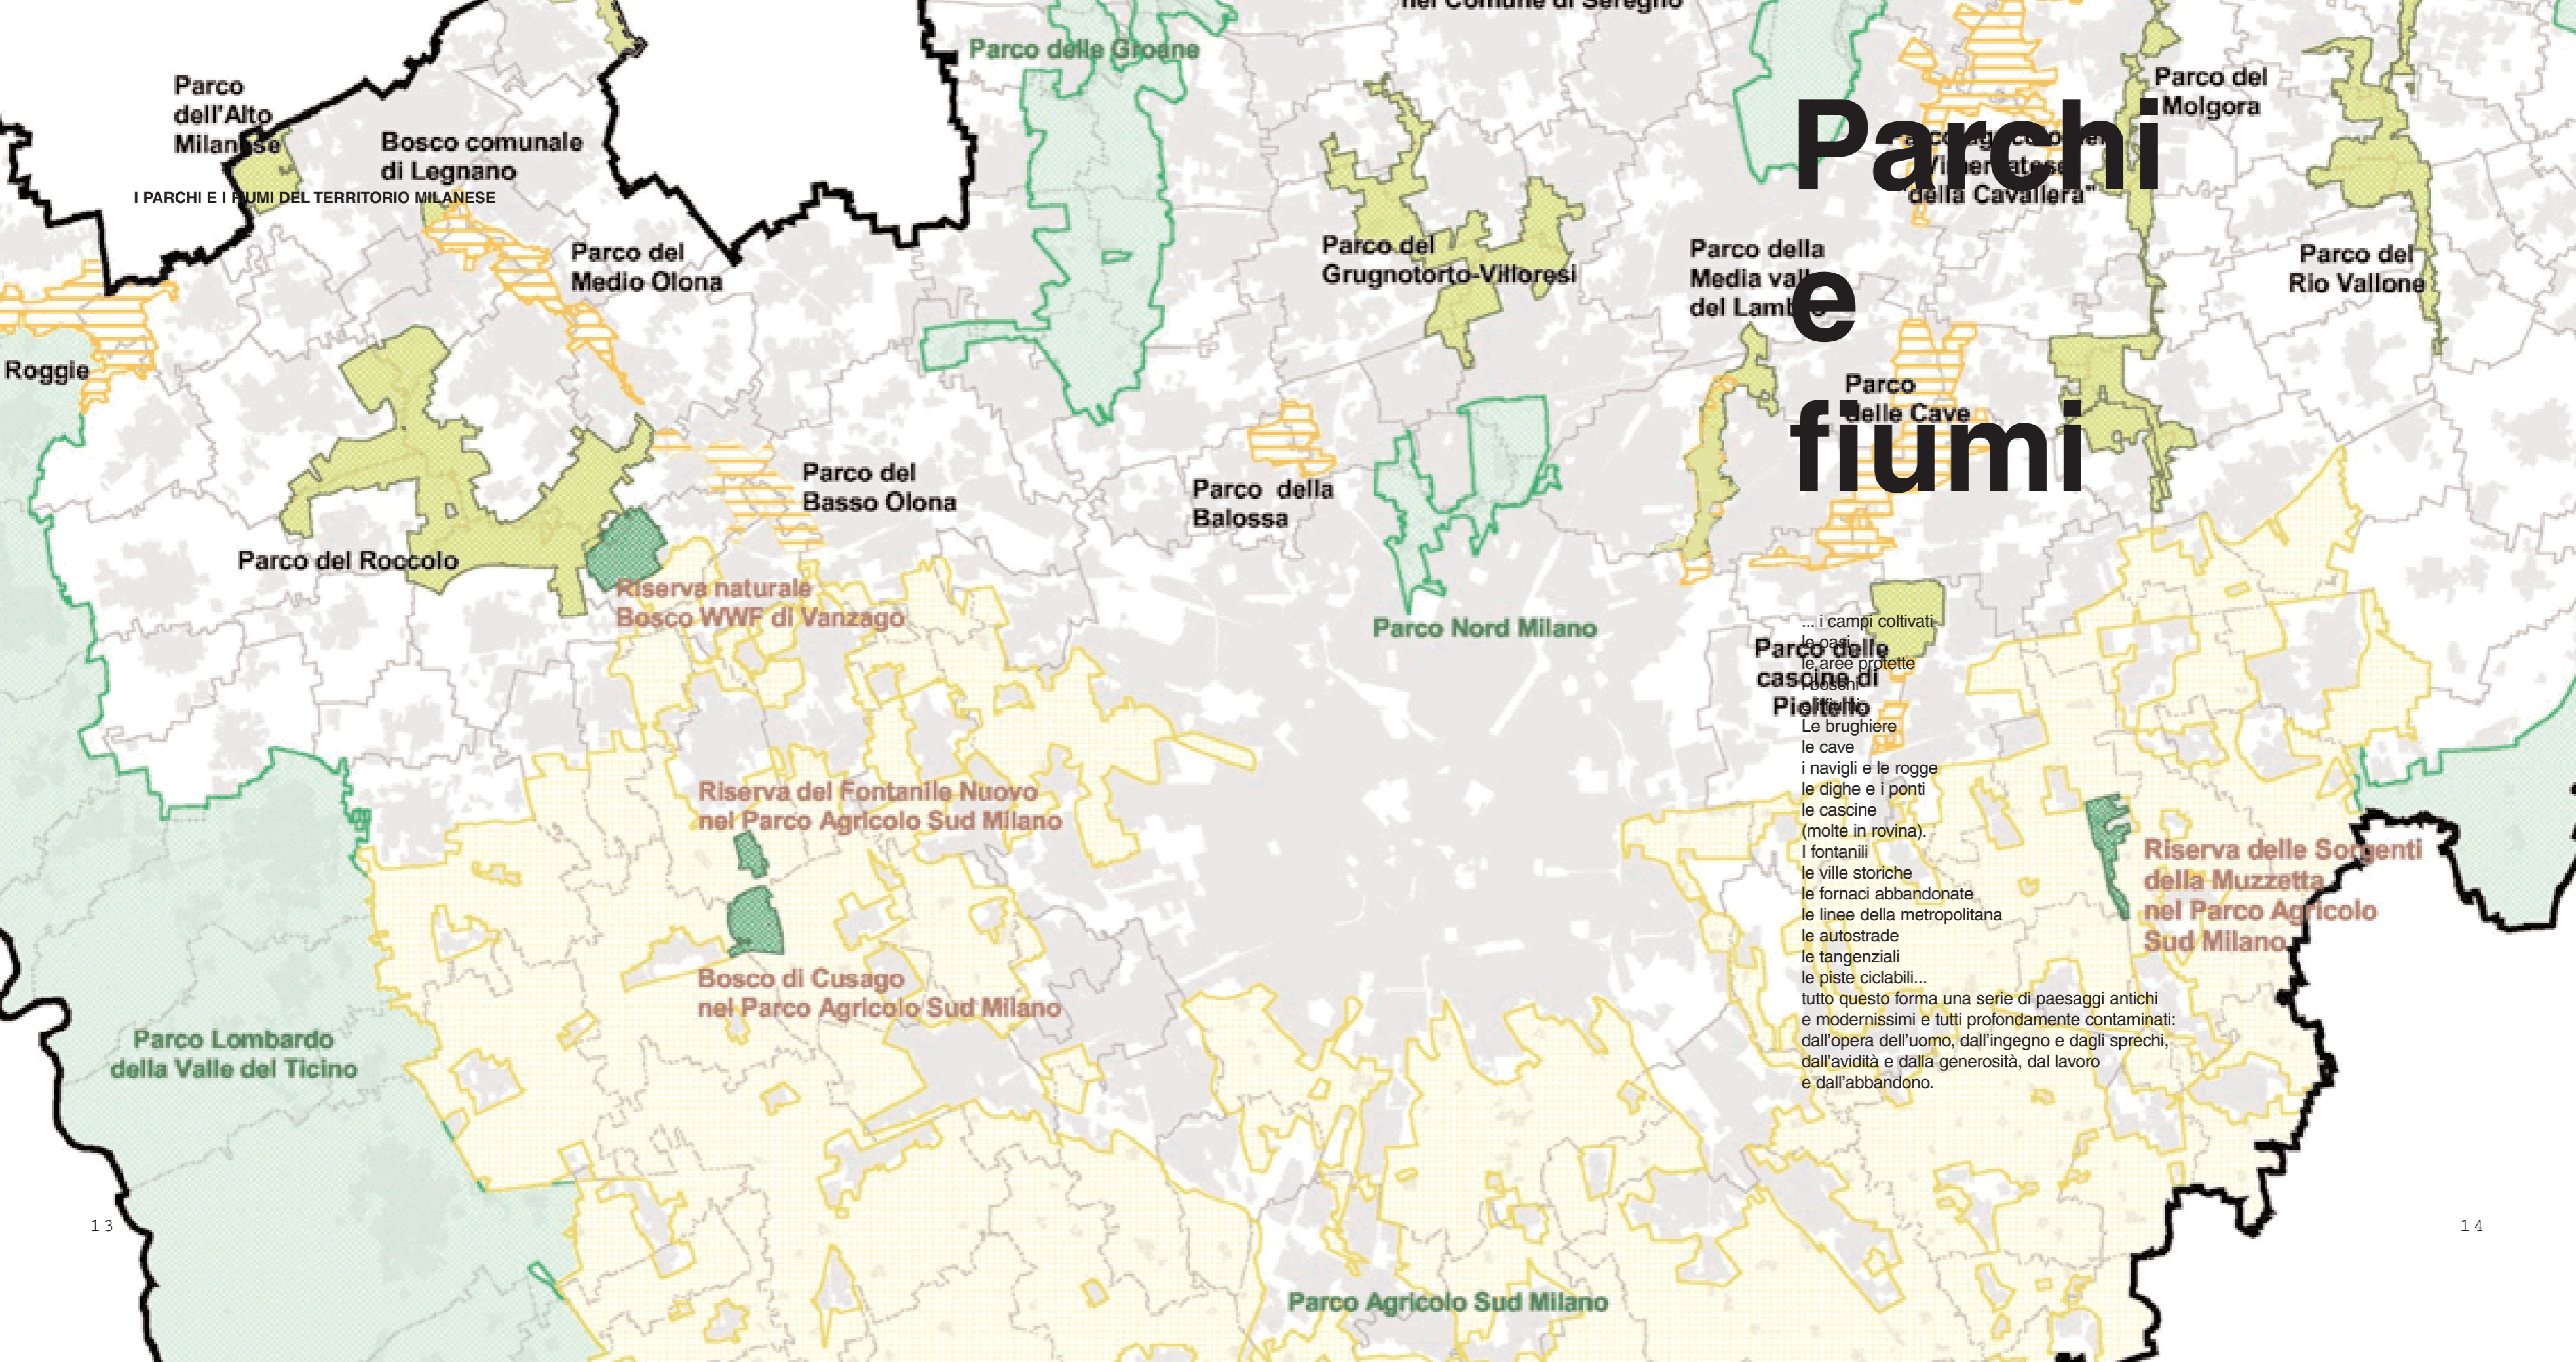 nel Comune di Seregno
Parco delle Groane
Parco
dell'Alto
Milanese
Bosco comunale
di Legnano
I PARCHI E I FIUMI DEL TERRITORIO MILANESE
Parco del
Medio Olona
Roggie
Parco del Roccolo
Parco del
Basso Olona
Riserva naturale
Bosco WWF di Vanzago
Parco della
Balossa
Parco del
Grugnotorto-Villoresi
Parco Nord Milano
Parco della
Media valle
del Lambro
Parchi
e
fiumi
Vimercatese
"della Cavallera"
Parco del
Molgora
Parco del
Rio Vallone
Parco
delle Cave
Parco delle
cascine di
Pioltello
... i campi coltivati
le oasi
le aree protette
i boschi
Le brughiere
le cave
i navigli e le rogge
le dighe e i ponti
le cascine
(molte in rovina).
I fontanili
le ville storiche
le fornaci abbandonate
le linee della metropolitana
le autostrade
le tangenziali
le piste ciclabili...
tutto questo forma una serie di paesaggi antichi
e modernissimi e tutti profondamente contaminati:
dall'opera dell'uomo, dall'ingegno e dagli sprechi,
dall'avidità e dalla generosità, dal lavoro
e dall'abbandono.
Riserva del Fontanile Nuovo
nel Parco Agricolo Sud Milano
Bosco di Cusago
nel Parco Agricolo Sud Milano
Riserva delle Sorgenti
della Muzzetta
nel Parco Agricolo
Sud Milano
Parco Lombardo
della Valle del Ticino
Parco Agricolo Sud Milano
13
14